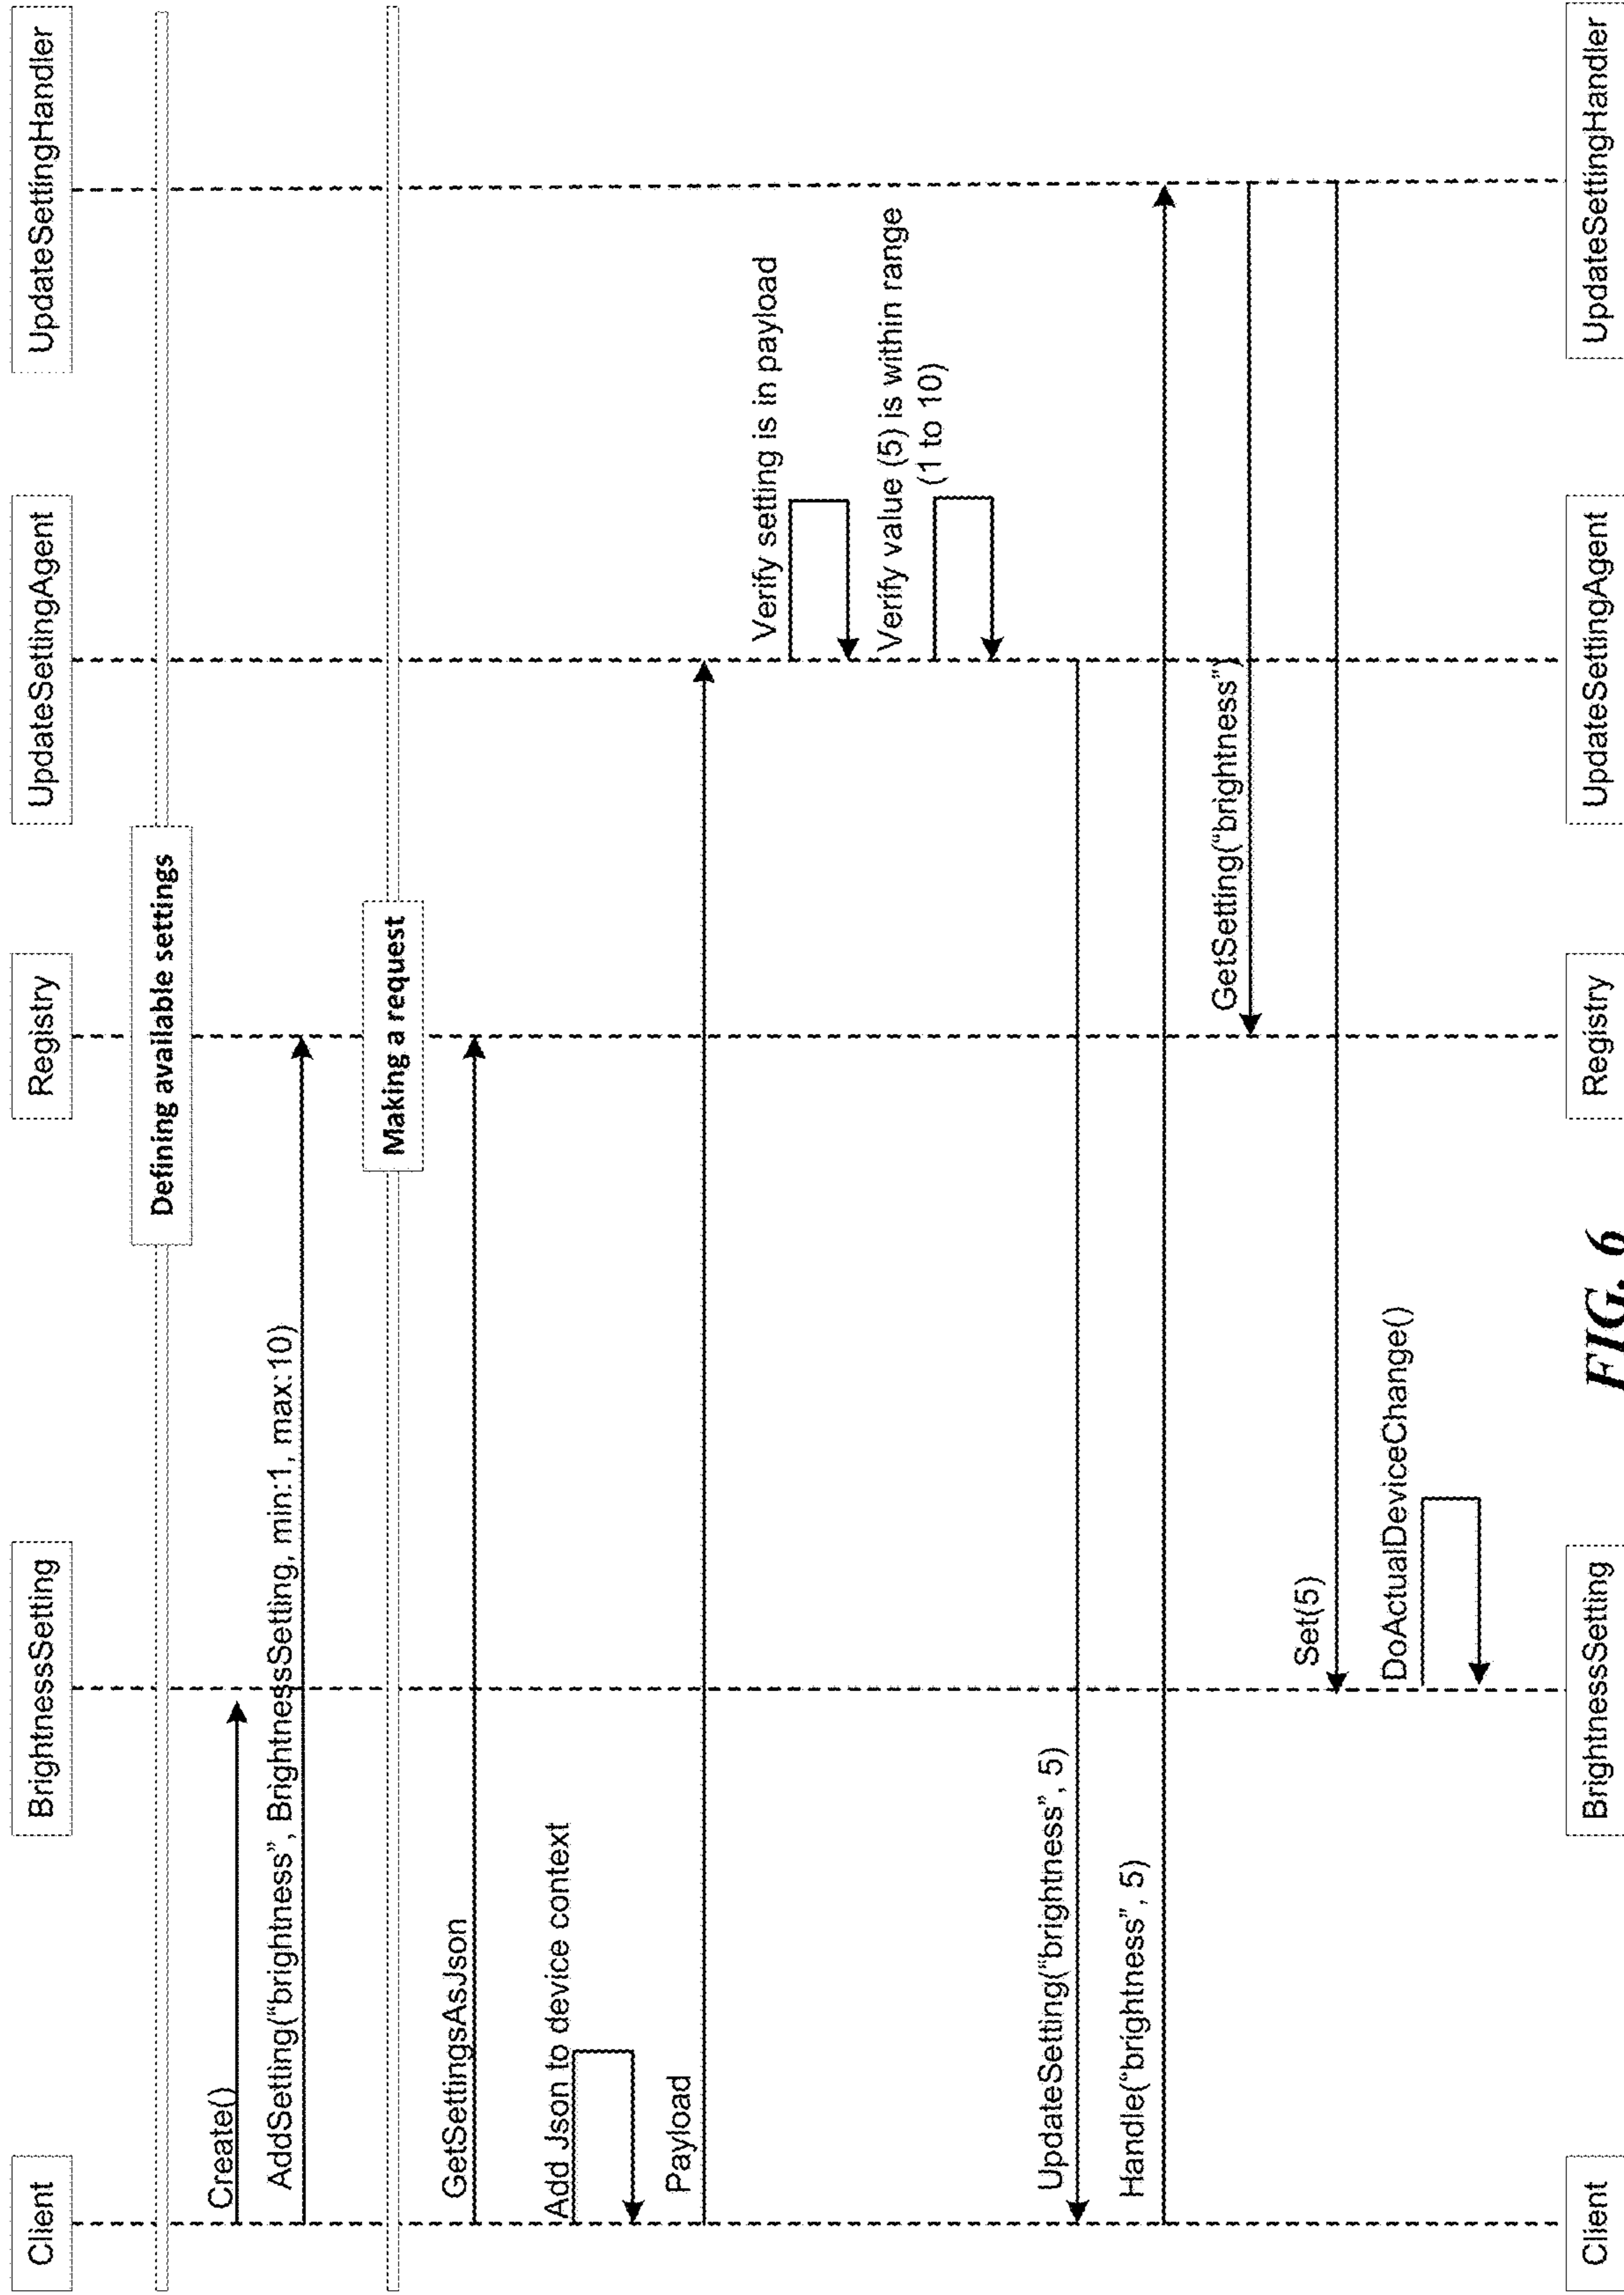 Client
BrightnessSetting
Registry
UpdateSettingAgent
UpdateSettingHandler
Defining available settings
Create()
AddSetting("brightness", BrightnessSetting, min:1, max:10)
Making a request
GetSettingsAsJson
Add Json to device context
Payload
Verify setting is in payload
Verify value (5) is within range
(1 to 10)
UpdateSetting("brightness", 5)
Handle("brightness", 5)
GetSetting("brightness")
Set(5)
DoActualDeviceChange()
Client
BrightnessSetting
Registry
UpdateSettingAgent
UpdateSettingHandler
FIG. 6